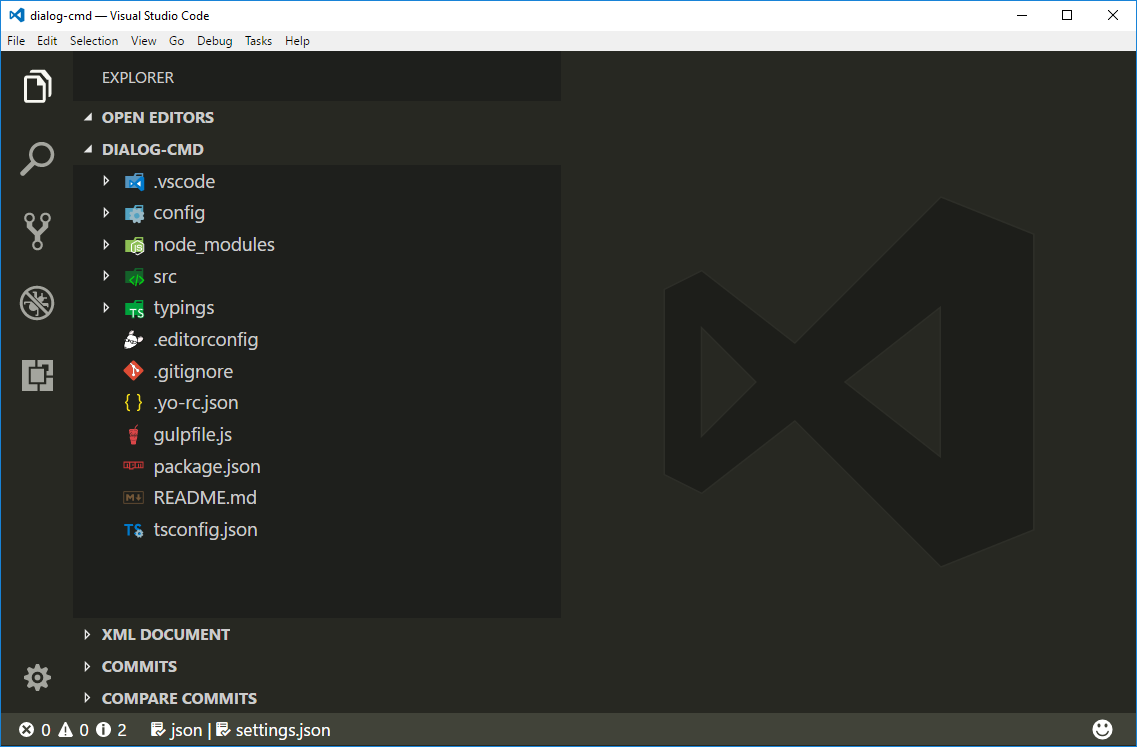 dialog-cmd — Visual Studio Code
File Edit Selection View Go Debug Tasks Help
EXPLORER
OPEN EDITORS
DIALOG-CMD
.vscode
config
node_modules
src
typings
.editorconfig
.gitignore
.yo-rc.json
gulpfile.js
package.json
README.md
tsconfig.json
XML DOCUMENT
COMMITS
COMPARE COMMITS
0 0 2 json | settings.json